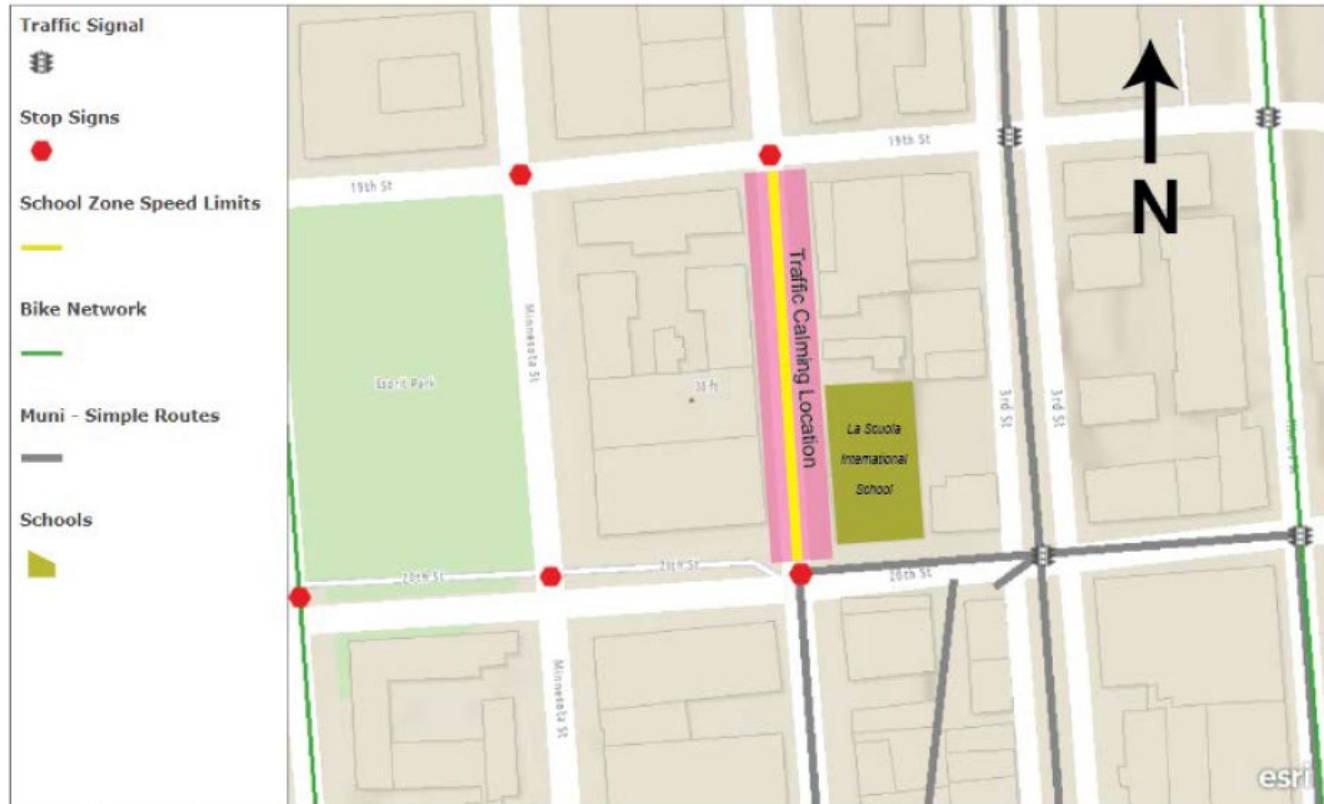 Traffic Signal
Stop Signs
School Zone Speed Limits
Bike Network
Muni - Simple Routes
Schools
N
19th St
19th St
Minnesota St
Esprit Park
Traffic Calming Location
La Scuola
International
School
3rd St
3rd St
20th St
20th St
20th St
Minnesota St
esri